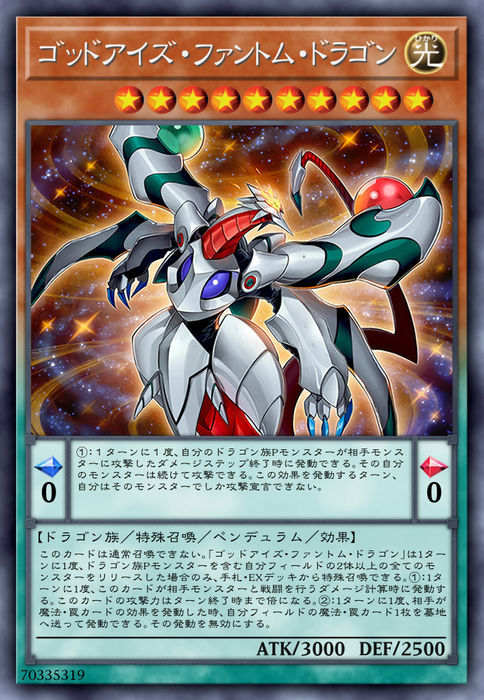 ゴッドアイズ・ファントム・ドラゴン
ひかり
光
①:1ターンに1度、自分のドラゴン族Pモンスターが相手モンス
ターに攻撃したダメージステップ終了時に発動できる。その自分
のモンスターは続けて攻撃できる。この効果を発動するターン、
自分はそのモンスターでしか攻撃宣言できない。
0
0
【ドラゴン族/特殊召喚/ペンデュラム/効果】
このカードは通常召喚できない。「ゴッドアイズ・ファントム・ドラゴン」は1ター
ンに1度、ドラゴン族Pモンスターを含む自分フィールドの2体以上の全てのモ
ンスターをリリースした場合のみ、手札・EXデッキから特殊召喚できる。①:1タ
ーンに1度、このカードが相手モンスターと戦闘を行うダメージ計算時に発動す
る。このカードの攻撃力はターン終了時まで倍になる。②:1ターンに1度、相手が
魔法・罠カードの効果を発動した時、自分フィールドの魔法・罠カード1枚を墓地
へ送って発動できる。その発動を無効にする。
ATK/3000 DEF/2500
70335319